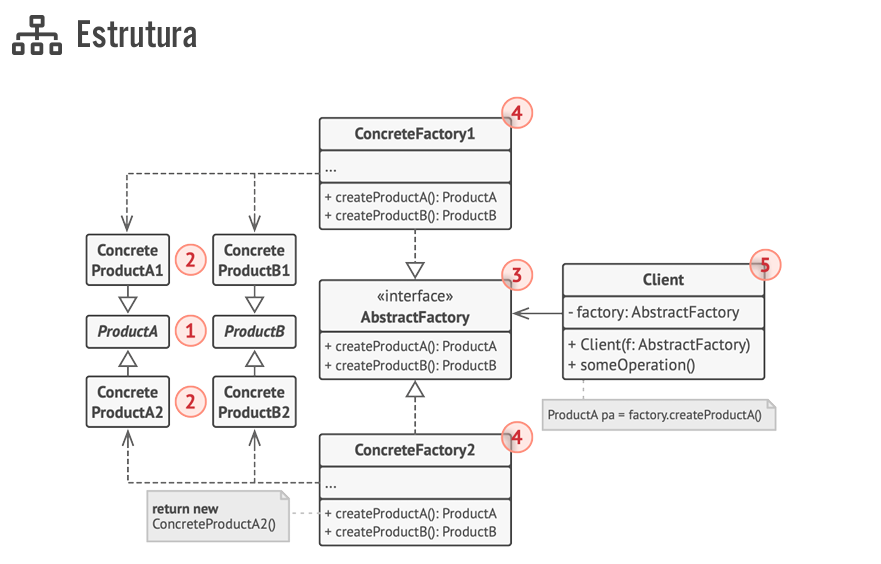 Estrutura
4
ConcreteFactory1
...
+ createProductA(): ProductA
+ createProductB(): ProductB
Concrete
ProductA1
2
Concrete
ProductB1
ProductA
1
ProductB
Concrete
ProductA2
2
Concrete
ProductB2
3
«interface»
AbstractFactory
+ createProductA(): ProductA
+ createProductB(): ProductB
5
Client
- factory: AbstractFactory
+ Client(f: AbstractFactory)
+ someOperation()
ProductA pa = factory.createProductA()
4
ConcreteFactory2
...
+ createProductA(): ProductA
+ createProductB(): ProductB
return new
ConcreteProductA2()